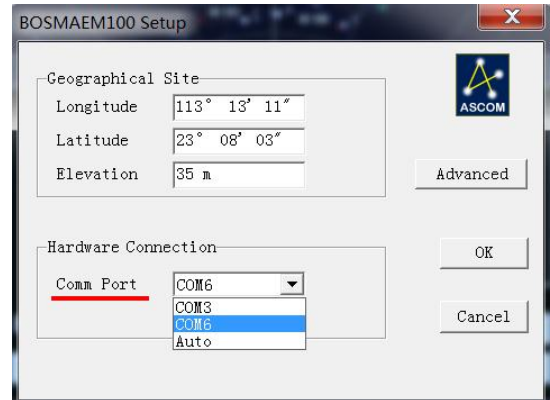 BOSMAEM100 Setup
X
Geographical Site
Longitude 113° 13′ 11″
Latitude 23° 08′ 03″
Elevation 35 m
ASCOM
Advanced
Hardware Connection
Comm Port COM6
COM3
COM6
Auto
OK
Cancel